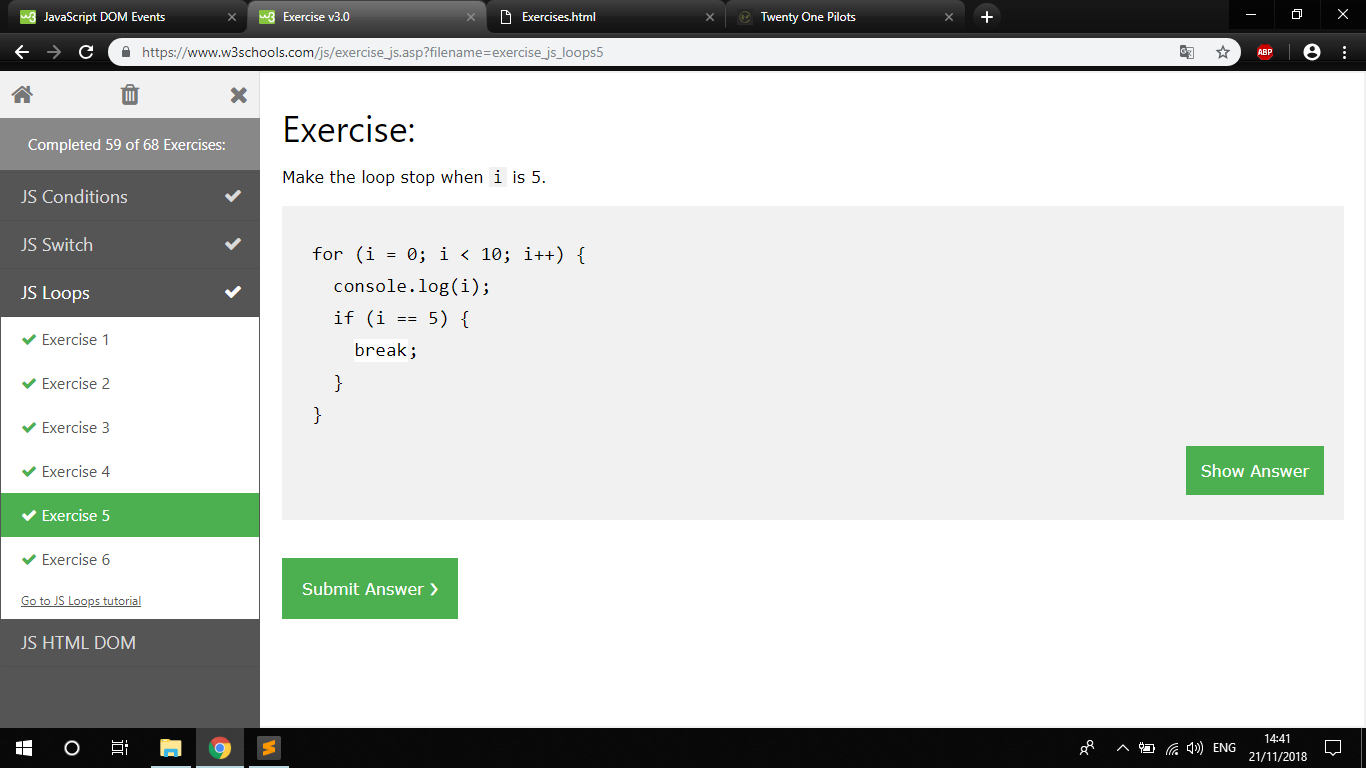 JavaScript DOM Events
Exercise v3.0
Exercises.html
Twenty One Pilots
https://www.w3schools.com/js/exercise_js.asp?filename=exercise_js_loops5
ABP
Completed 59 of 68 Exercises:
JS Conditions
JS Switch
JS Loops
Exercise 1
Exercise 2
Exercise 3
Exercise 4
Exercise 5
Exercise 6
Go to JS Loops tutorial
JS HTML DOM
Exercise:
Make the loop stop when i is 5.
for (i = 0; i < 10; i++) {
  console.log(i);
  if (i == 5) {
    break;
  }
}
Show Answer
Submit Answer ❯
ENG
14:41
21/11/2018